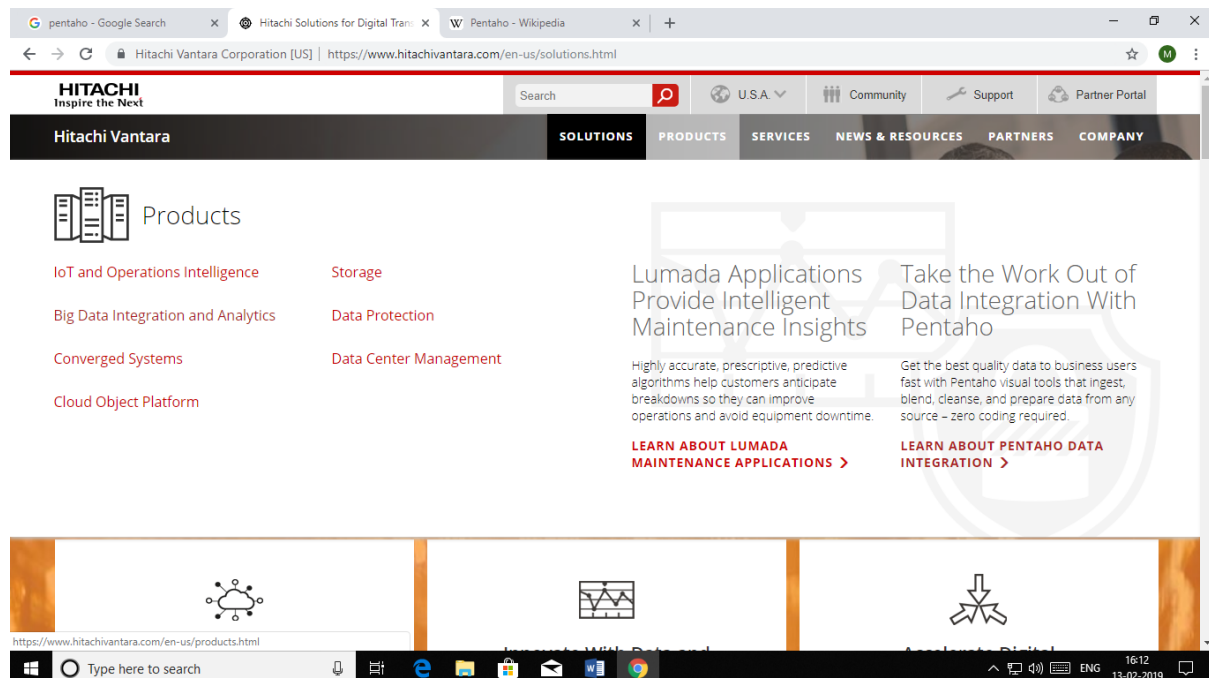 pentaho - Google Search
Hitachi Solutions for Digital Trans
Pentaho - Wikipedia
Hitachi Vantara Corporation [US] | https://www.hitachivantara.com/en-us/solutions.html
M
HITACHI
Inspire the Next
Search
U.S.A.
Community
Support
Partner Portal
Hitachi Vantara
SOLUTIONS
PRODUCTS
SERVICES
NEWS & RESOURCES
PARTNERS
COMPANY
Products
IoT and Operations Intelligence
Big Data Integration and Analytics
Converged Systems
Cloud Object Platform
Storage
Data Protection
Data Center Management
Lumada Applications
Provide Intelligent
Maintenance Insights
Highly accurate, prescriptive, predictive
algorithms help customers anticipate
breakdowns so they can improve
operations and avoid equipment downtime.
LEARN ABOUT LUMADA
MAINTENANCE APPLICATIONS
Take the Work Out of
Data Integration With
Pentaho
Get the best quality data to business users
fast with Pentaho visual tools that ingest,
blend, cleanse, and prepare data from any
source – zero coding required.
LEARN ABOUT PENTAHO DATA
INTEGRATION
Innovate With Data and
Accelerate Digital
https://www.hitachivantara.com/en-us/products.html
Type here to search
ENG
16:12
13-02-2019